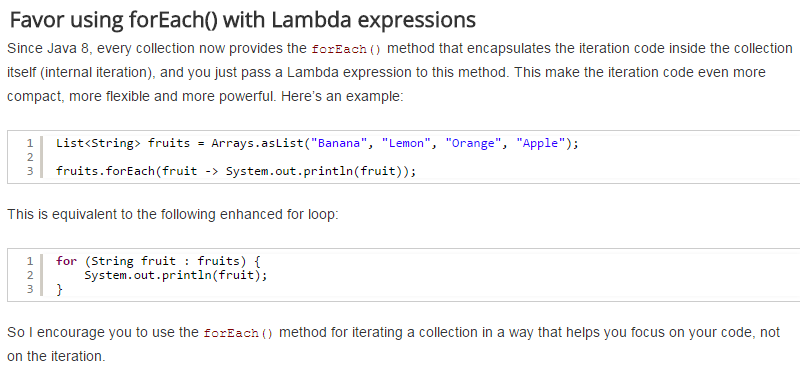 Favor using forEach() with Lambda expressions
Since Java 8, every collection now provides the forEach() method that encapsulates the iteration code inside the collection
itself (internal iteration), and you just pass a Lambda expression to this method. This make the iteration code even more
compact, more flexible and more powerful. Here's an example:
1 List<String> fruits = Arrays.asList("Banana", "Lemon", "Orange", "Apple");
2
3 fruits.forEach(fruit -> System.out.println(fruit));
This is equivalent to the following enhanced for loop:
1 for (String fruit : fruits) {
2     System.out.println(fruit);
3 }
So I encourage you to use the forEach() method for iterating a collection in a way that helps you focus on your code, not
on the iteration.